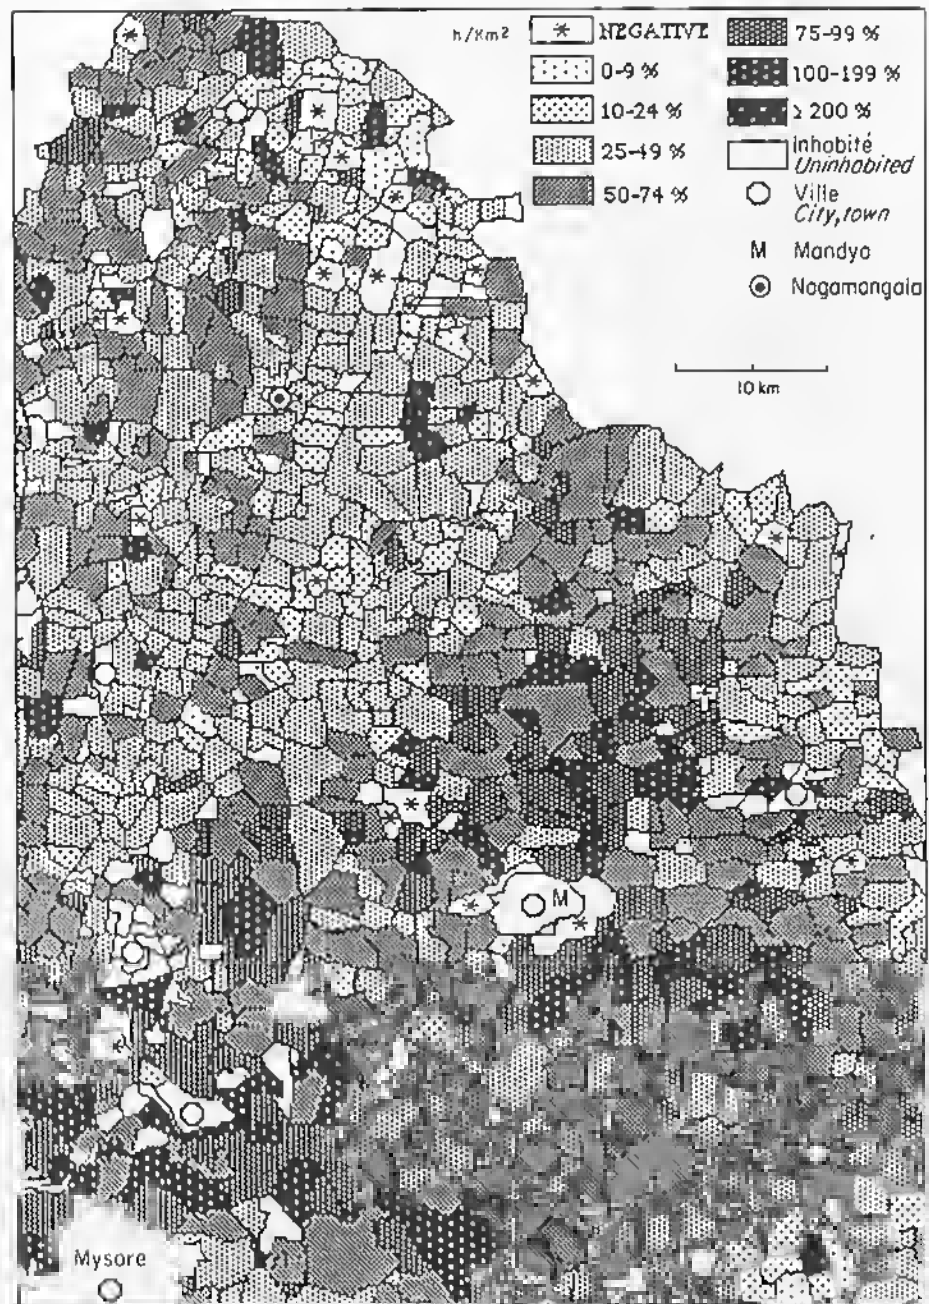 h/Km2
* NEGATIVE
0-9 %
10-24 %
25-49 %
50-74 %
75-99 %
100-199 %
≥ 200 %
Inhabité
Uninhabited
Ville
City, town
M Mandya
Nagamangala
10 km
M
Mysore